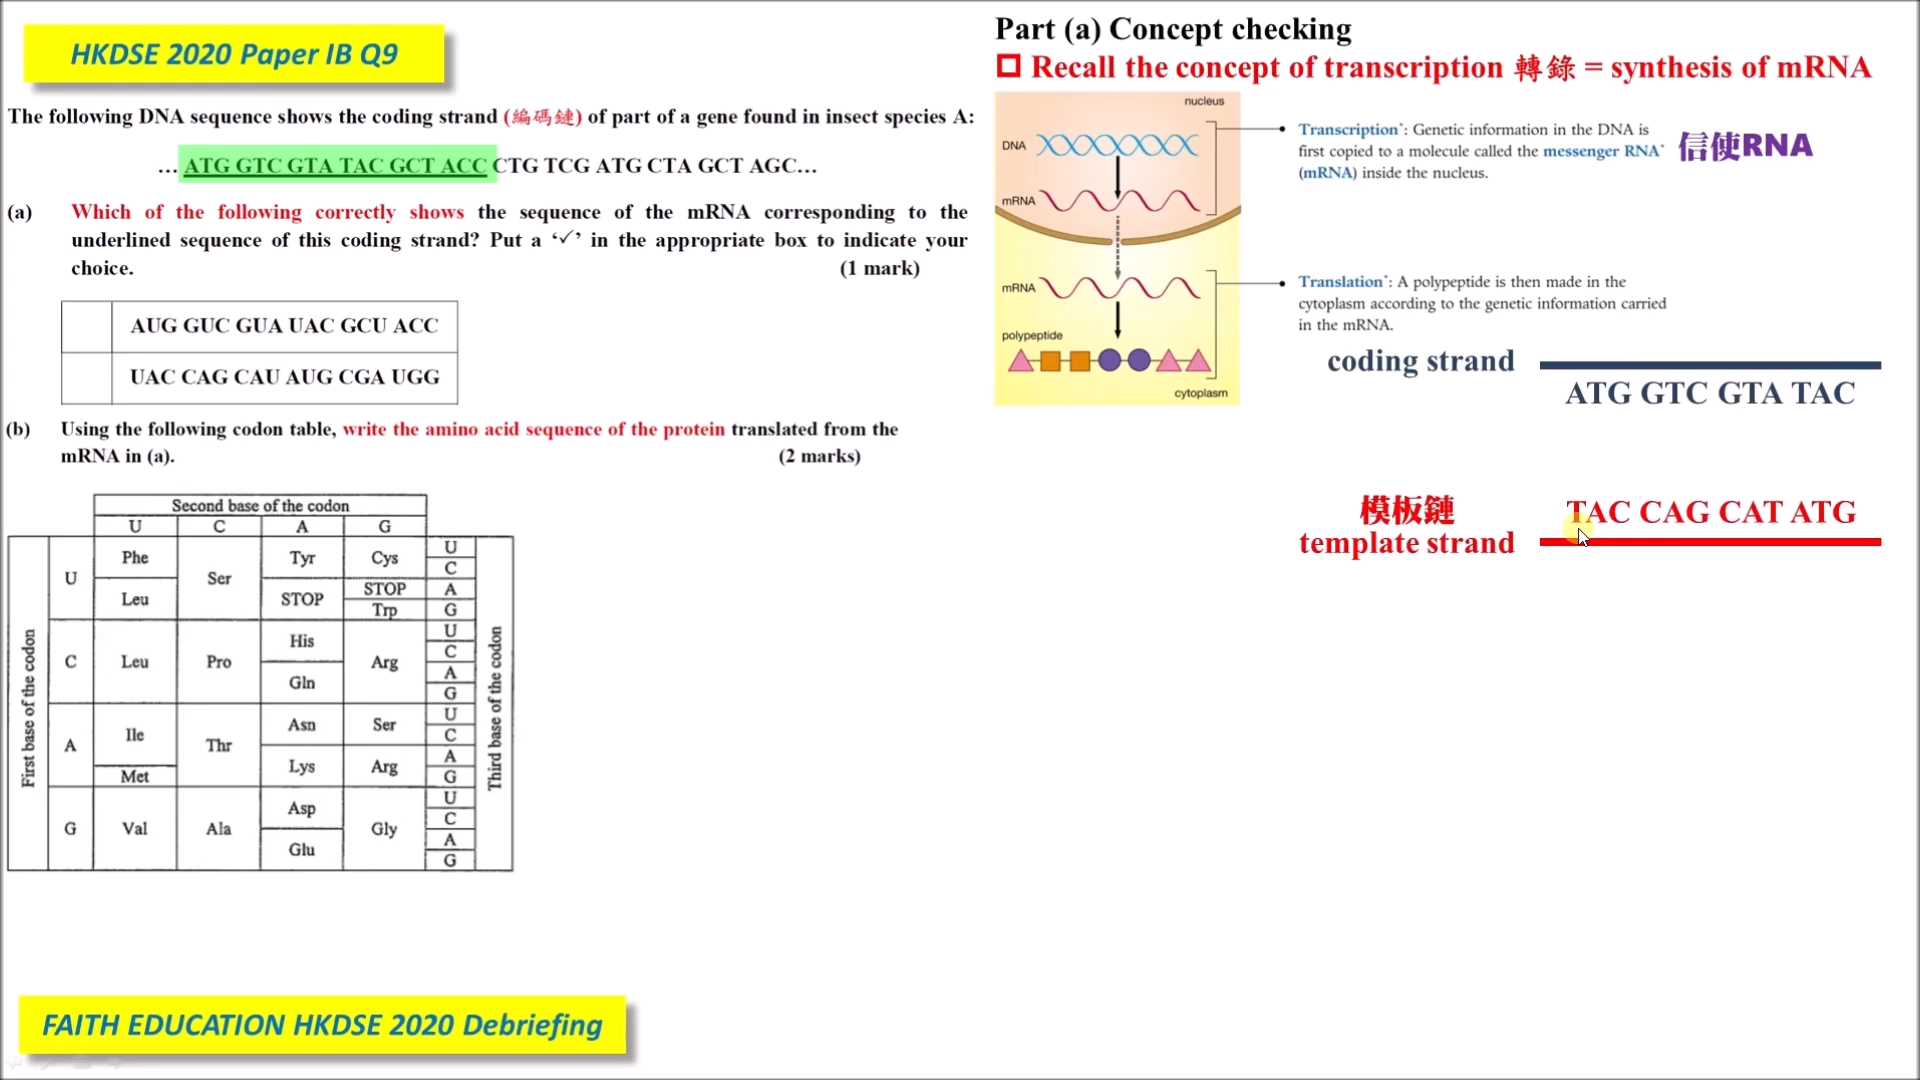 HKDSE 2020 Paper IB Q9
The following DNA sequence shows the coding strand (編碼鏈) of part of a gene found in insect species A:
… ATG GTC GTA TAC GCT ACC CTG TCG ATG CTA GCT AGC…
(a) Which of the following correctly shows the sequence of the mRNA corresponding to the
underlined sequence of this coding strand? Put a ‘✓’ in the appropriate box to indicate your
choice. (1 mark)
AUG GUC GUA UAC GCU ACC
UAC CAG CAU AUG CGA UGG
(b) Using the following codon table, write the amino acid sequence of the protein translated from the
mRNA in (a). (2 marks)
Second base of the codon
U C A G
First base of the codon
U
Phe
Leu
Ser
Tyr
STOP
Cys
STOP
Trp
U
C
A
G
C
Leu
Pro
His
Gln
Arg
U
C
A
G
A
Ile
Met
Thr
Asn
Lys
Ser
Arg
U
C
A
G
G
Val
Ala
Asp
Glu
Gly
U
C
A
G
Third base of the codon
FAITH EDUCATION HKDSE 2020 Debriefing
Part (a) Concept checking
Recall the concept of transcription 轉錄 = synthesis of mRNA
nucleus
DNA
mRNA
mRNA
polypeptide
cytoplasm
Transcription*: Genetic information in the DNA is
first copied to a molecule called the messenger RNA*
(mRNA) inside the nucleus.
信使RNA
Translation*: A polypeptide is then made in the
cytoplasm according to the genetic information carried
in the mRNA.
coding strand
ATG GTC GTA TAC
模板鏈
template strand
TAC CAG CAT ATG